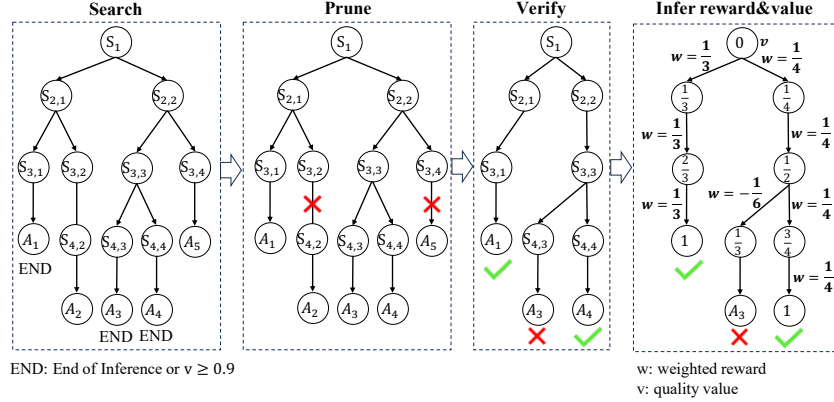 Search
Prune
Verify
Infer reward&value
S1
S2,1
S2,2
S3,1
S3,2
S3,3
S3,4
A1
S4,2
S4,3
S4,4
A5
END
A2
A3
A4
END END
S1
S2,1
S2,2
S3,1
S3,2
S3,3
S3,4
A1
S4,2
S4,3
S4,4
A5
A2
A3
A4
S1
S2,1
S2,2
S3,1
S3,3
A1
S4,3
S4,4
A3
A4
0
v
w = 1/3
w = 1/4
1/3
1/4
w = 1/3
w = 1/4
2/3
1/2
w = 1/3
w = −1/6
w = 1/4
1
1/3
3/4
w = 1/4
A3
1
END: End of Inference or v ≥ 0.9
w: weighted reward
v: quality value